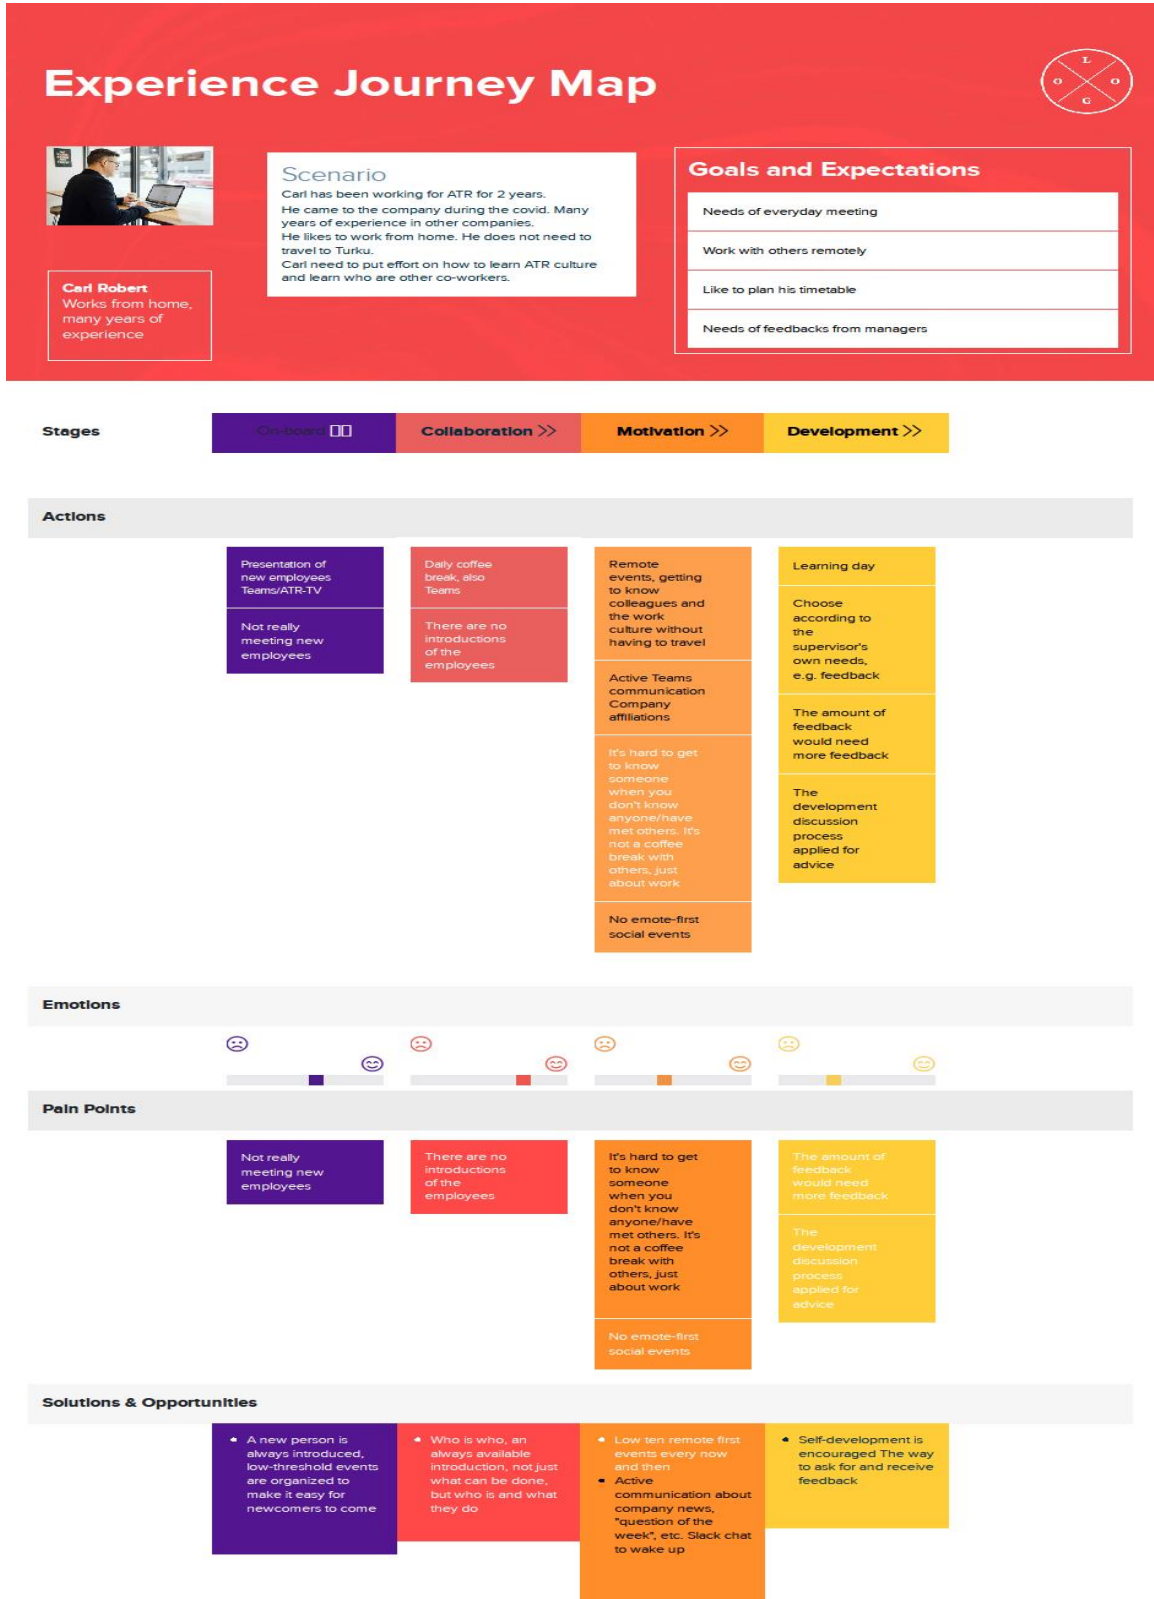 Experience Journey Map
L
O O
G
Scenario
Carl has been working for ATR for 2 years.
He came to the company during the covid. Many
years of experience in other companies.
He likes to work from home. He does not need to
travel to Turku.
Carl need to put effort on how to learn ATR culture
and learn who are other co-workers.
Carl Robert
Works from home,
many years of
experience
Goals and Expectations
Needs of everyday meeting
Work with others remotely
Like to plan his timetable
Needs of feedbacks from managers
Stages
On-board
Collaboration >>
Motivation >>
Development >>
Actions
Presentation of
new employees
Teams/ATR-TV
Not really
meeting new
employees
Daily coffee
break, also
Teams
There are no
introductions
of the
employees
Remote
events, getting
to know
colleagues and
the work
culture without
having to travel
Active Teams
communication
Company
affiliations
It's hard to get
to know
someone
when you
don't know
anyone/have
met others. It's
not a coffee
break with
others, just
about work
No emote-first
social events
Learning day
Choose
according to
the
supervisor's
own needs,
e.g. feedback
The amount of
feedback
would need
more feedback
The
development
discussion
process
applied for
advice
Emotions
Pain Points
Not really
meeting new
employees
There are no
introductions
of the
employees
It's hard to get
to know
someone
when you
don't know
anyone/have
met others. It's
not a coffee
break with
others, just
about work
No emote-first
social events
The amount of
feedback
would need
more feedback
The
development
discussion
process
applied for
advice
Solutions & Opportunities
• A new person is
always introduced,
low-threshold events
are organized to
make it easy for
newcomers to come
• Who is who, an
always available
introduction, not just
what can be done,
but who is and what
they do
• Low ten remote first
events every now
and then
• Active
communication about
company news,
"question of the
week", etc. Slack chat
to wake up
• Self-development is
encouraged The way
to ask for and receive
feedback